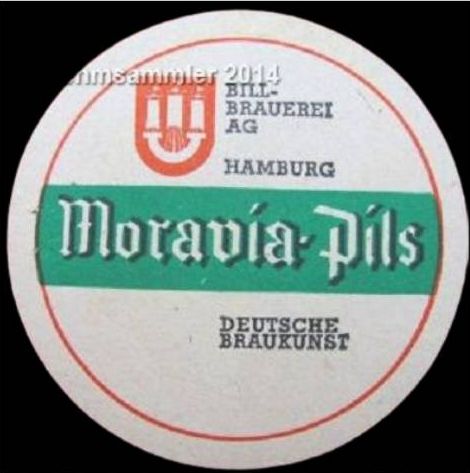 nmsammler 2014
BILL-
BRAUEREI
AG
HAMBURG
Moravia-Pils
DEUTSCHE
BRAUKUNST